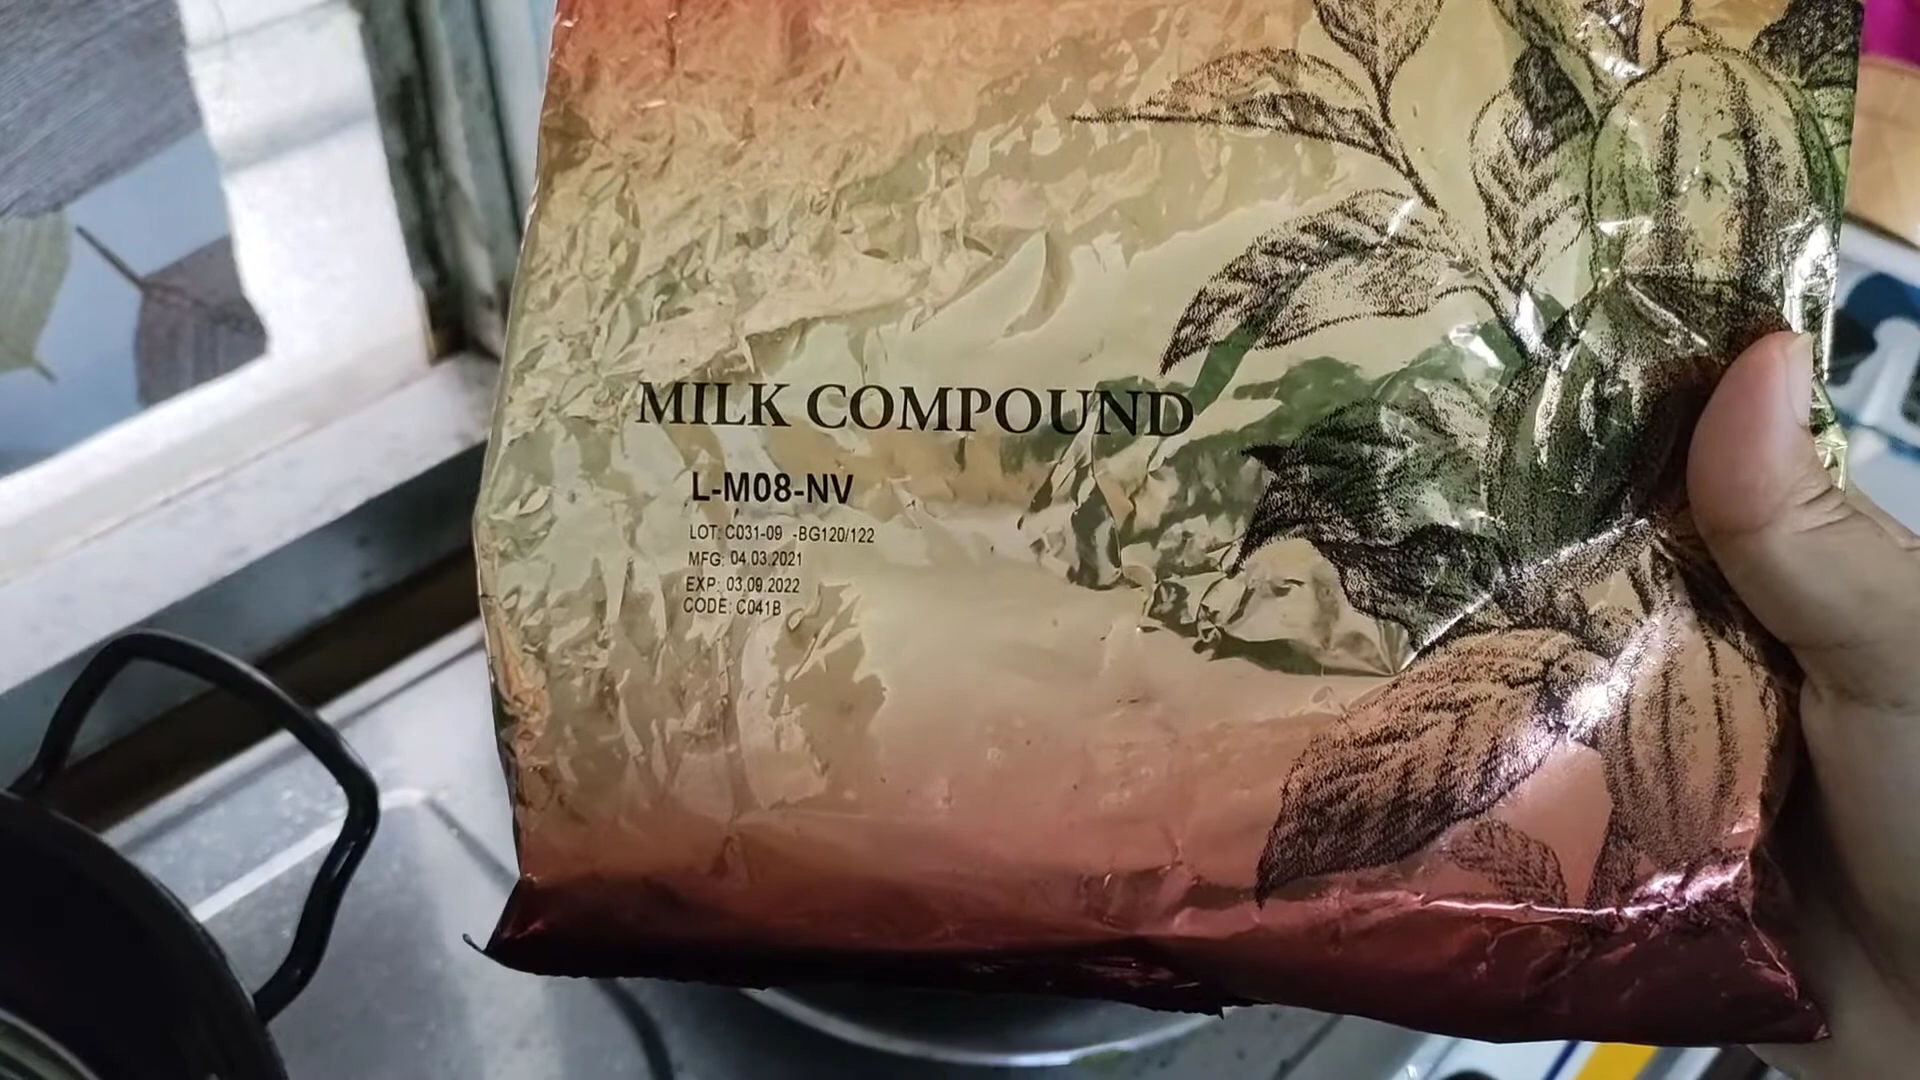 MILK COMPOUND
L-M08-NV
LOT: C031-09 -BG120/122
MFG: 04.03.2021
EXP: 03.09.2022
CODE: C041B